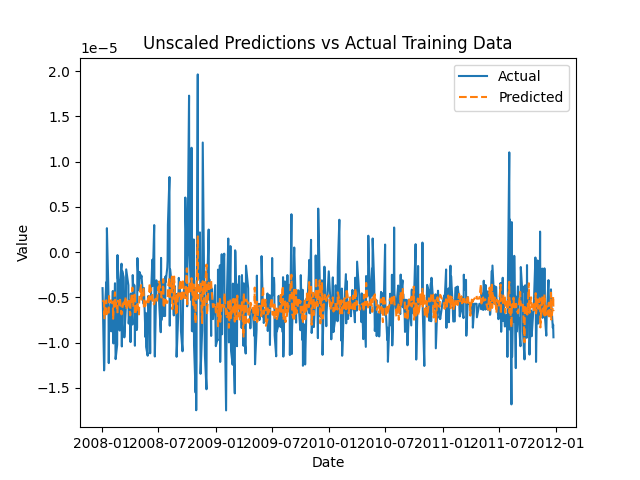 Unscaled Predictions vs Actual Training Data
1e−5
Actual
Predicted
2.0
1.5
1.0
0.5
0.0
−0.5
−1.0
−1.5
Value
2008-01 2008-07 2009-01 2009-07 2010-01 2010-07 2011-01 2011-07 2012-01
Date